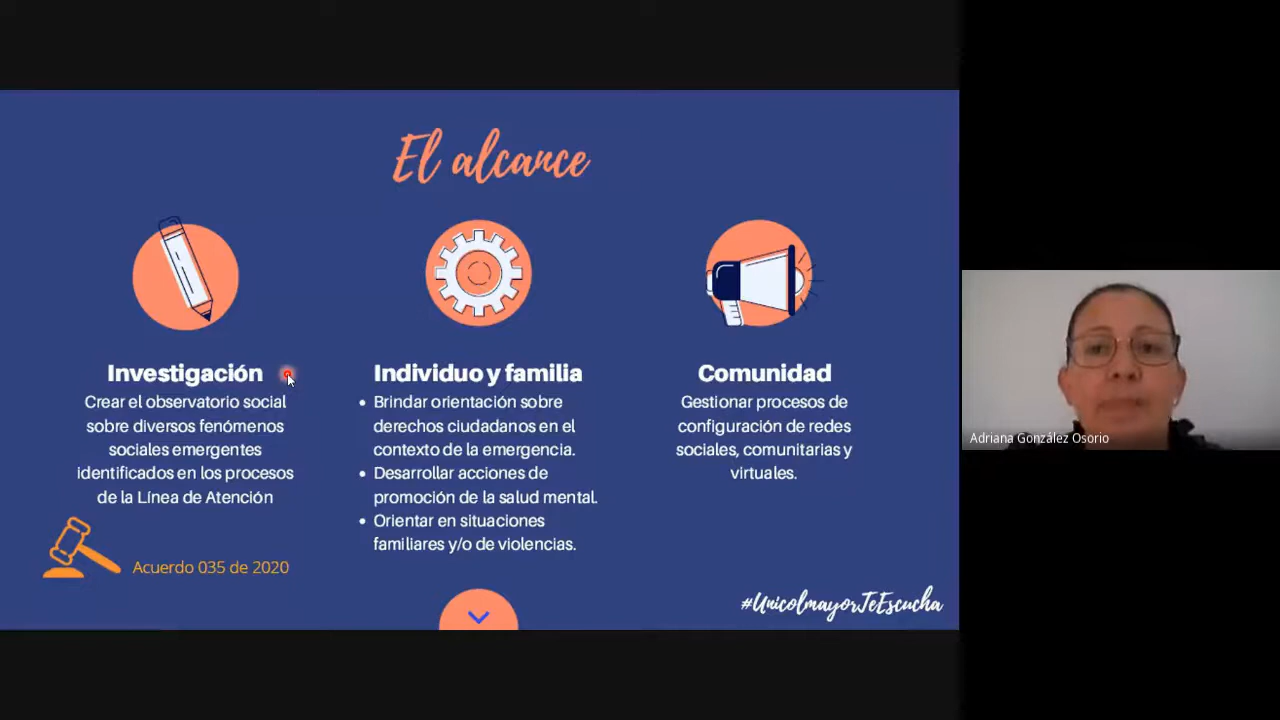 El alcance
Investigación
Crear el observatorio social
sobre diversos fenómenos
sociales emergentes
identificados en los procesos
de la Línea de Atención
Acuerdo 035 de 2020
Individuo y familia
• Brindar orientación sobre
derechos ciudadanos en el
contexto de la emergencia.
• Desarrollar acciones de
promoción de la salud mental.
• Orientar en situaciones
familiares y/o de violencias.
Comunidad
Gestionar procesos de
configuración de redes
sociales, comunitarias y
virtuales.
#UnicolmayorTeEscucha
Adriana González Osorio